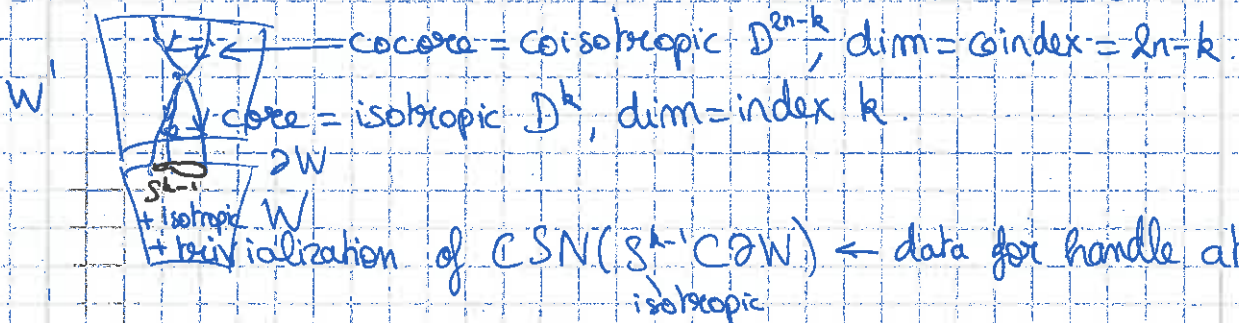 cocore = coisotropic D^{2n-k}, dim = coindex = 2n-k.
W'
core = isotropic D^k, dim = index k.
∂W
S^{k-1}
+ isotropic W
+ trivialization of CSN(S^{k-1} ⊂ ∂W) ← data for handle at
isotropic